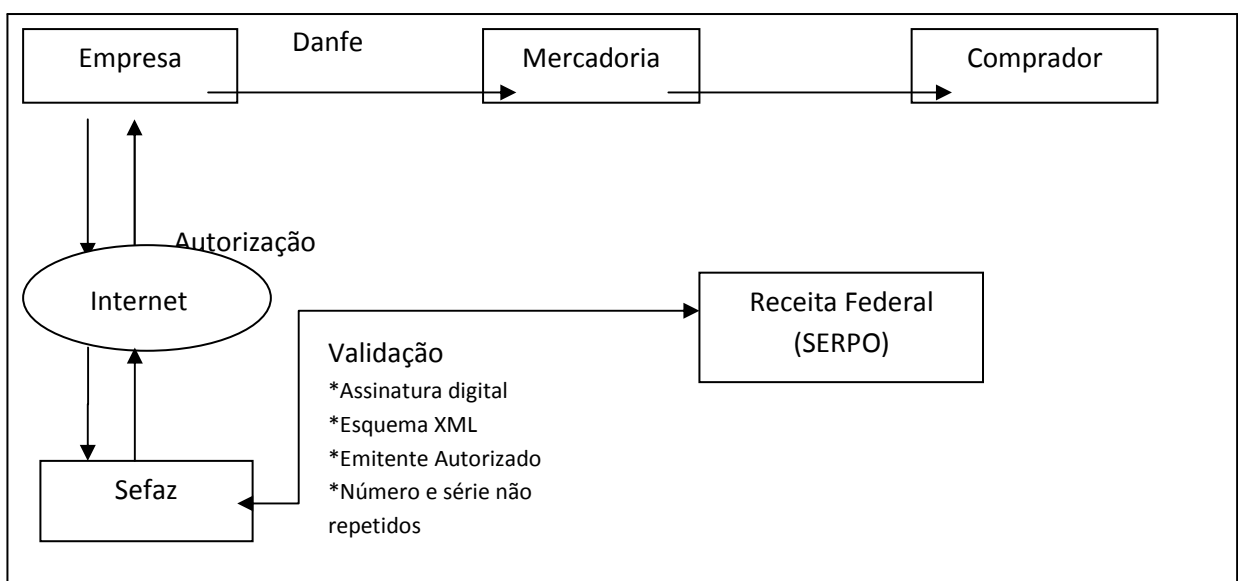 Danfe
Empresa
Mercadoria
Comprador
Autorização
Internet
Receita Federal
(SERPO)
Validação
*Assinatura digital
*Esquema XML
*Emitente Autorizado
*Número e série não
repetidos
Sefaz